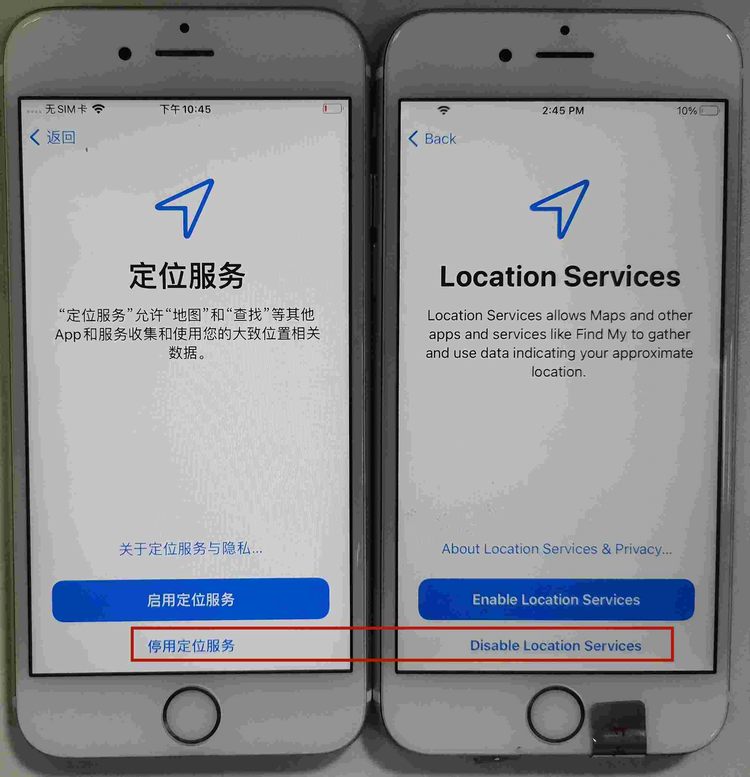 无SIM卡 下午10:45
返回
定位服务
“定位服务”允许“地图”和“查找”等其他
App和服务收集和使用您的大致位置相关
数据。
关于定位服务与隐私...
启用定位服务
停用定位服务
2:45 PM 10%
Back
Location Services
Location Services allows Maps and other
apps and services like Find My to gather
and use data indicating your approximate
location.
About Location Services & Privacy...
Enable Location Services
Disable Location Services